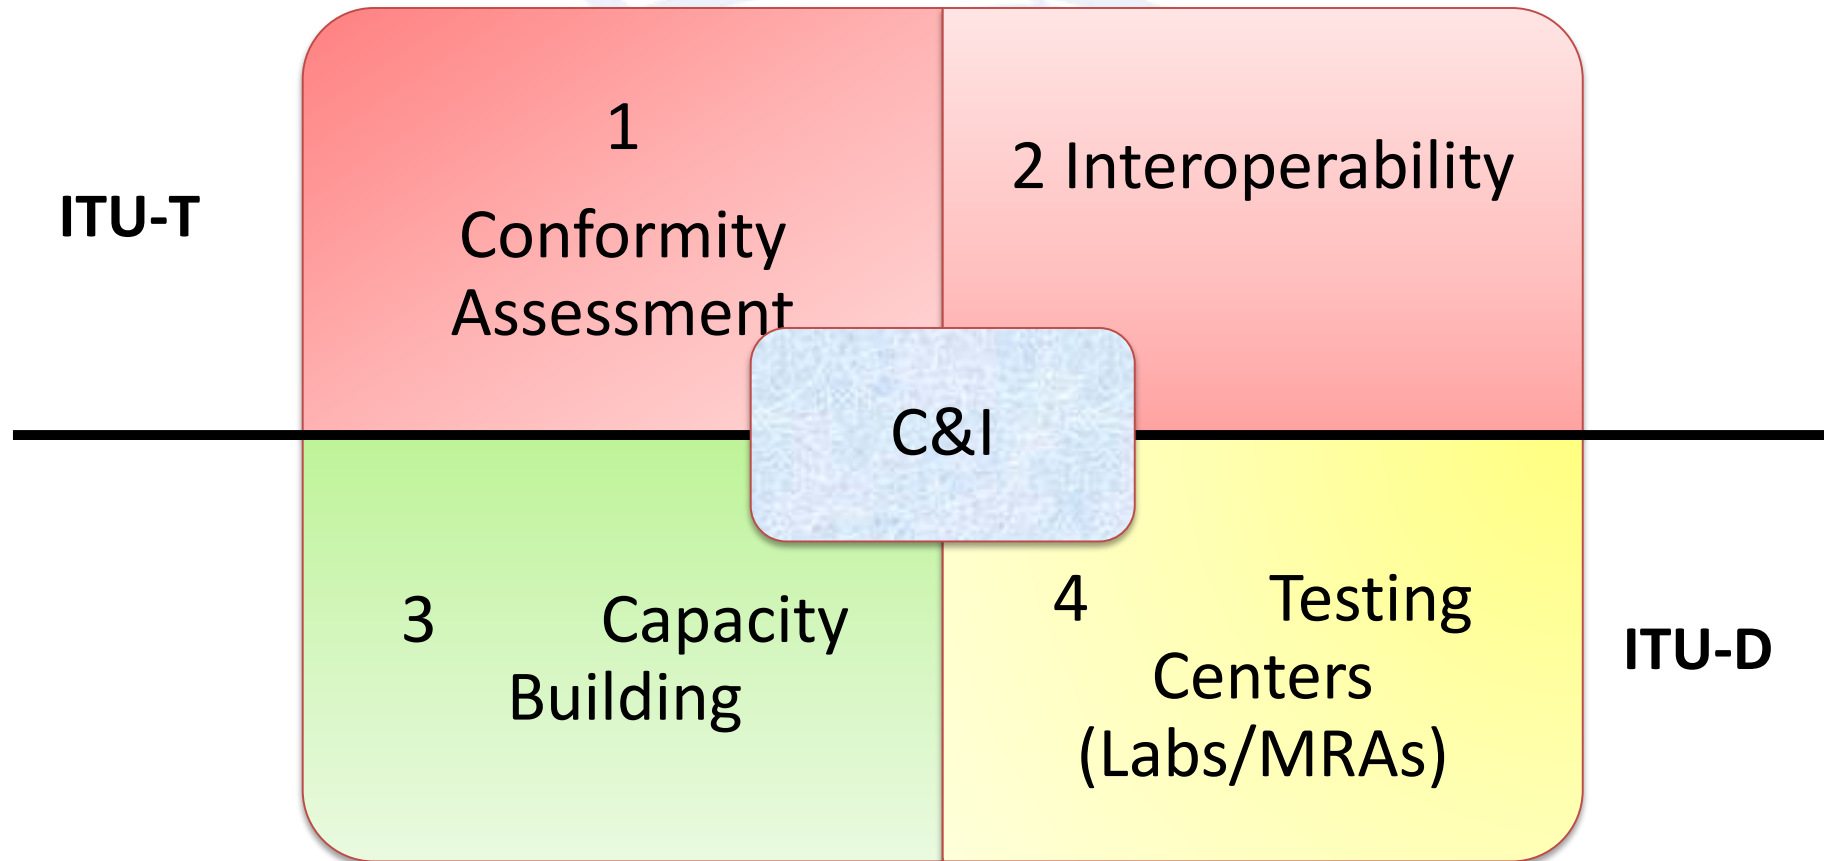 1
Conformity
Assessment
2 Interoperability
ITU-T
C&I
3 Capacity
Building
4 Testing
Centers
(Labs/MRAs)
ITU-D